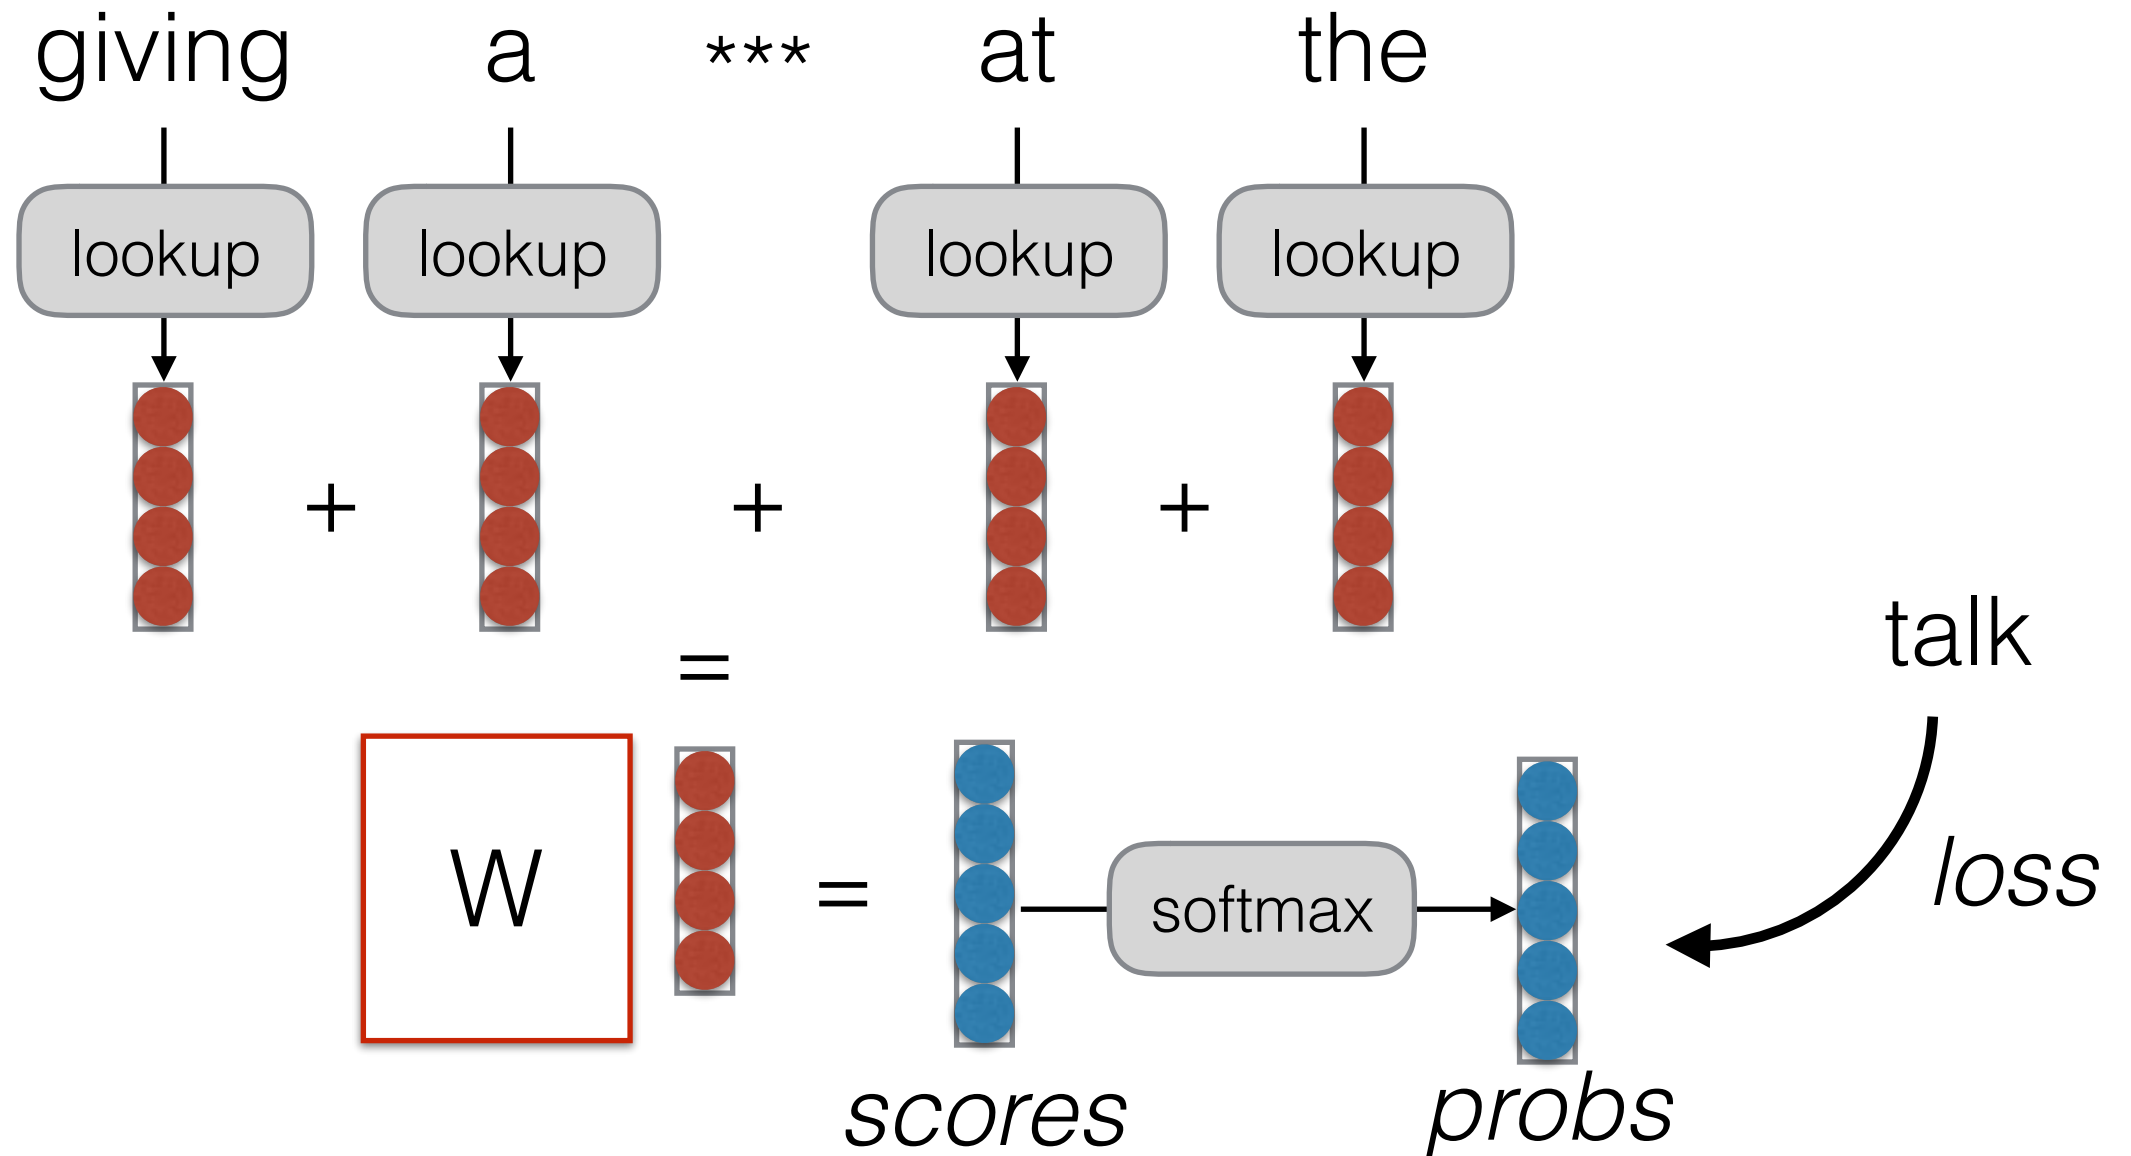 giving a *** at the
lookup lookup lookup lookup
+ + +
=
talk
W = softmax
loss
scores probs